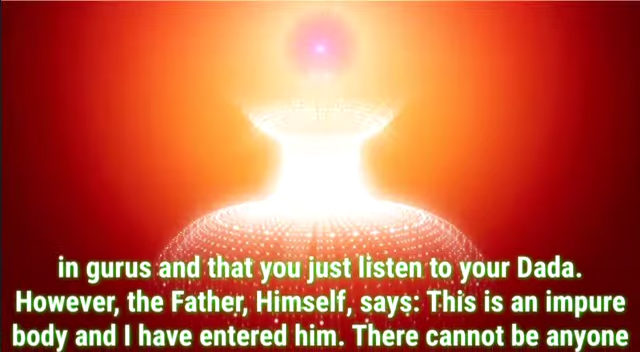 in gurus and that you just listen to your Dada.
However, the Father, Himself, says: This is an impure
body and I have entered him. There cannot be anyone